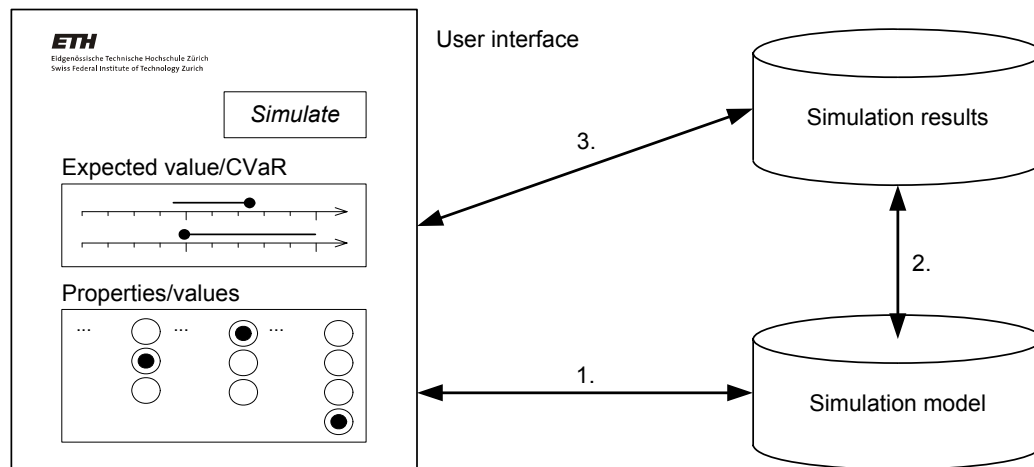 ETH
Eidgenössische Technische Hochschule Zürich
Swiss Federal Institute of Technology Zurich
User interface
Simulate
Expected value/CVaR
Properties/values
... ... ...
3.
Simulation results
2.
1.
Simulation model